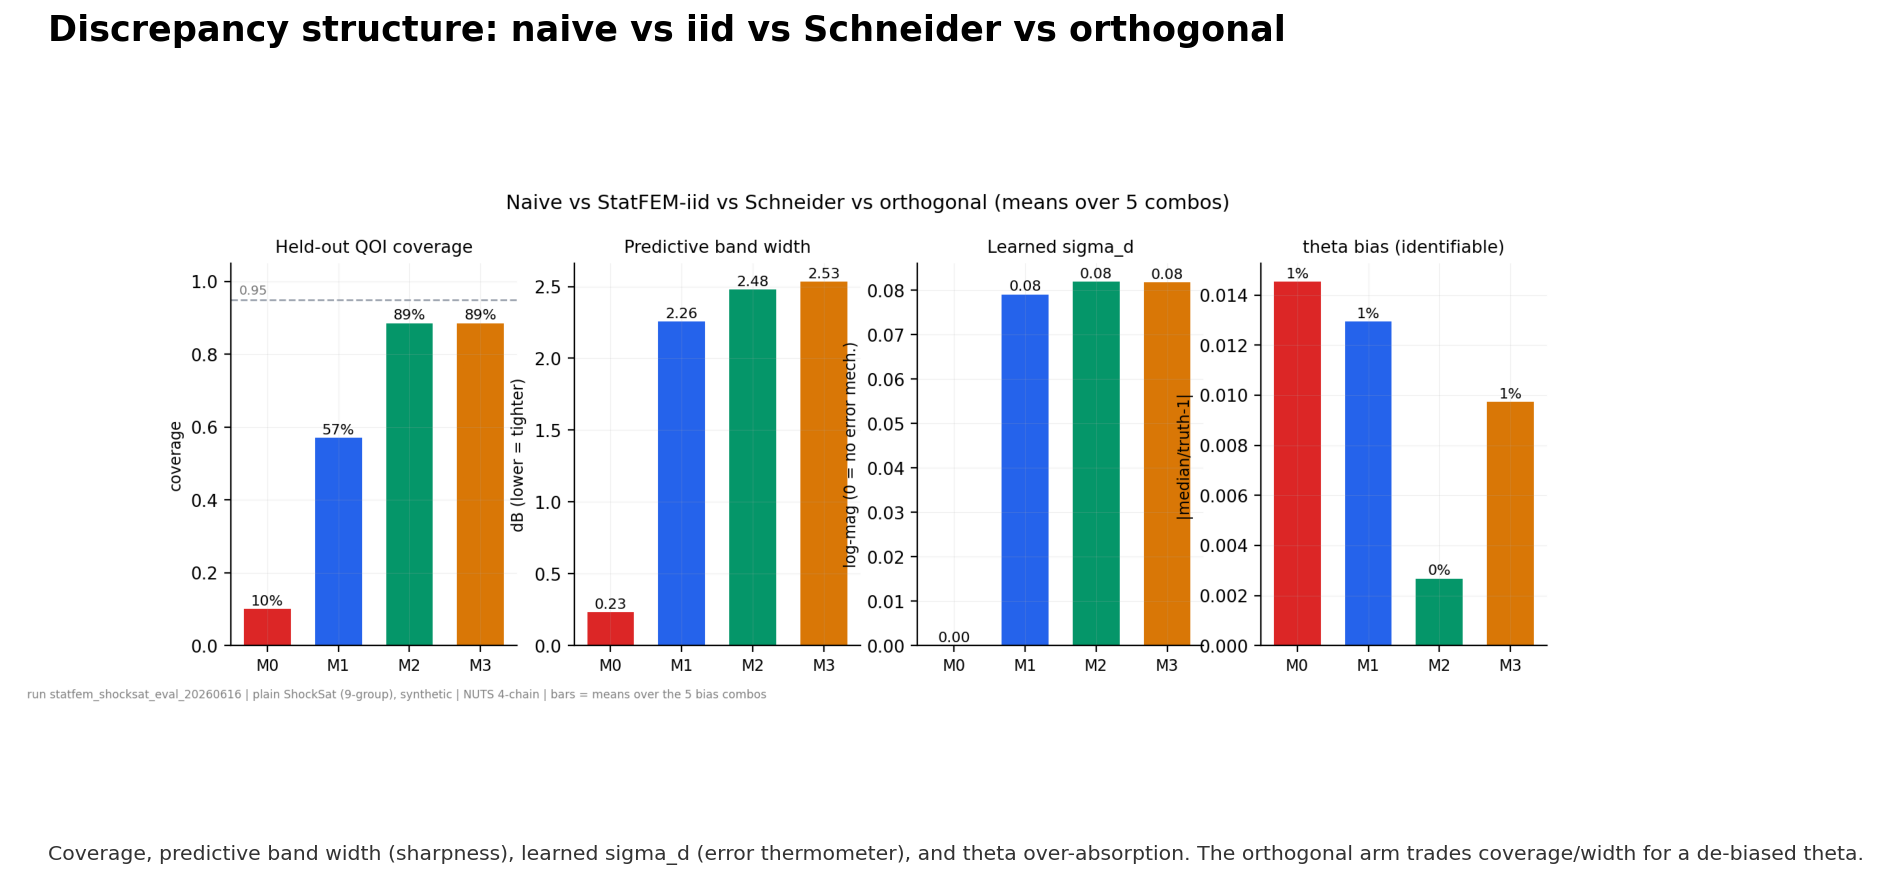 Discrepancy structure: naive vs iid vs Schneider vs orthogonal
Naive vs StatFEM-iid vs Schneider vs orthogonal (means over 5 combos)
Held-out QOI coverage
coverage
1.0
0.8
0.6
0.4
0.2
0.0
0.95
10%
57%
89%
89%
M0
M1
M2
M3
Predictive band width
dB (lower = tighter)
2.5
2.0
1.5
1.0
0.5
0.0
0.23
2.26
2.48
2.53
M0
M1
M2
M3
Learned sigma_d
log-mag (0 = no error mech.)
0.08
0.07
0.06
0.05
0.04
0.03
0.02
0.01
0.00
0.00
0.08
0.08
0.08
M0
M1
M2
M3
theta bias (identifiable)
|median/truth-1|
0.014
0.012
0.010
0.008
0.006
0.004
0.002
0.000
1%
1%
0%
1%
M0
M1
M2
M3
run statfem_shocksat_eval_20260616 | plain ShockSat (9-group), synthetic | NUTS 4-chain | bars = means over the 5 bias combos
Coverage, predictive band width (sharpness), learned sigma_d (error thermometer), and theta over-absorption. The orthogonal arm trades coverage/width for a de-biased theta.